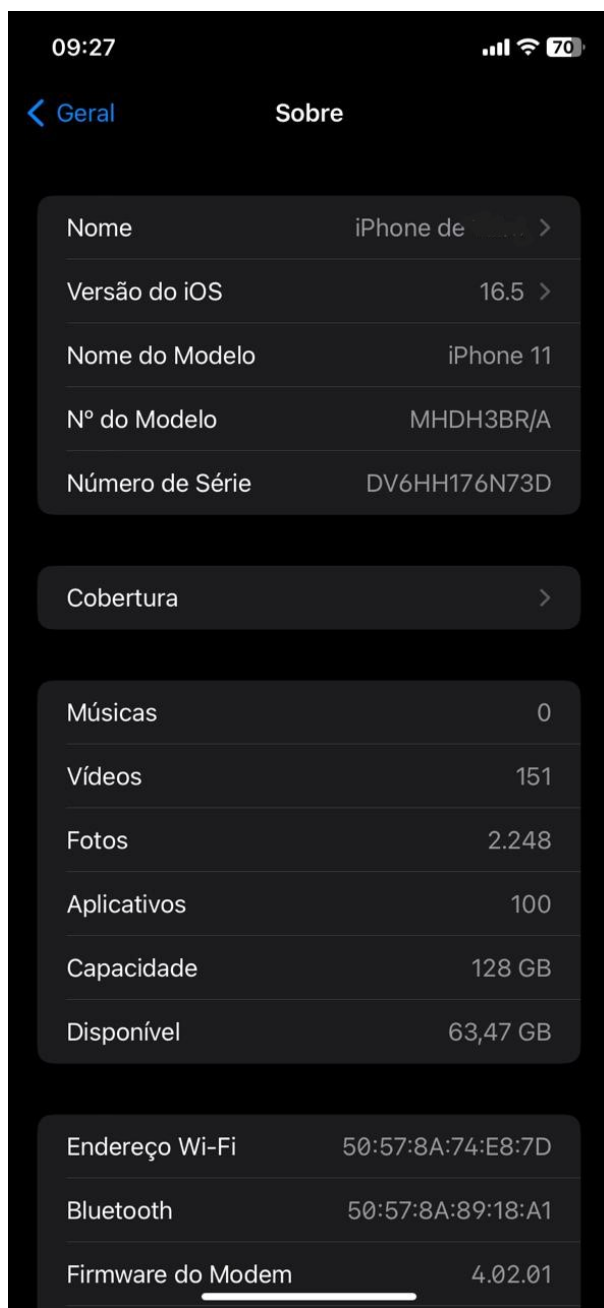 09:27 70
Geral Sobre
Nome iPhone de
Versão do iOS 16.5
Nome do Modelo iPhone 11
Nº do Modelo MHDH3BR/A
Número de Série DV6HH176N73D
Cobertura
Músicas 0
Vídeos 151
Fotos 2.248
Aplicativos 100
Capacidade 128 GB
Disponível 63,47 GB
Endereço Wi-Fi 50:57:8A:74:E8:7D
Bluetooth 50:57:8A:89:18:A1
Firmware do Modem 4.02.01